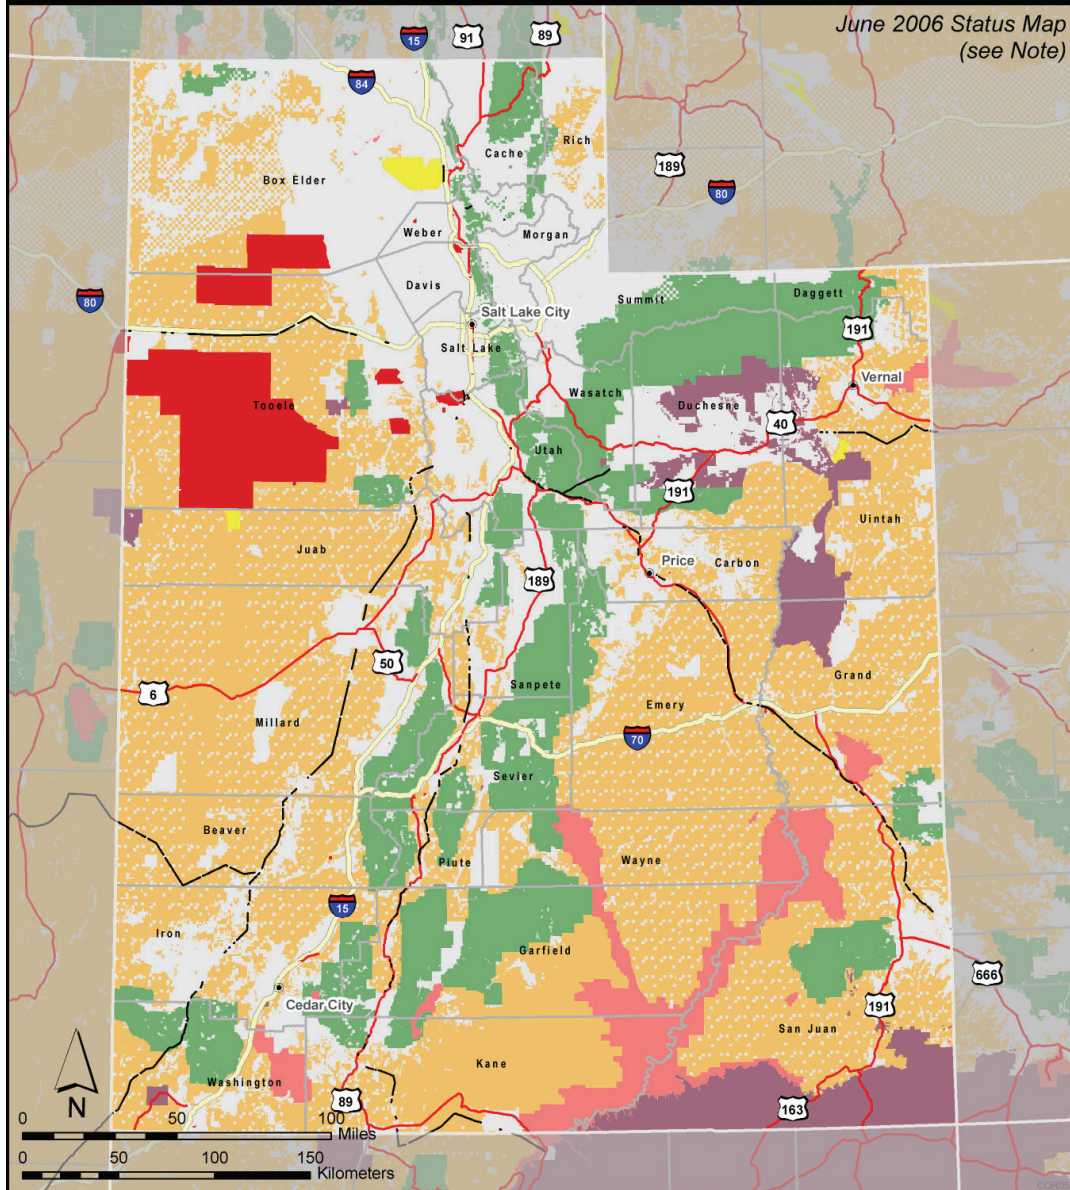 June 2006 Status Map
(see Note)
15
91
89
84
Rich
Cache
189
Box Elder
80
Weber
Morgan
Davis
80
Summit
Daggett
Salt Lake City
191
Salt Lake
Vernal
Wasatch
Tooele
Duchesne
40
Utah
191
Uintah
Juab
Price
Carbon
189
50
Grand
6
Sanpete
Emery
Millard
70
Sevier
Beaver
Wayne
Piute
15
Iron
Garfield
666
Cedar City
191
San Juan
Kane
Washington
N
89
163
0 50 100
Miles
0 50 100 150
Kilometers